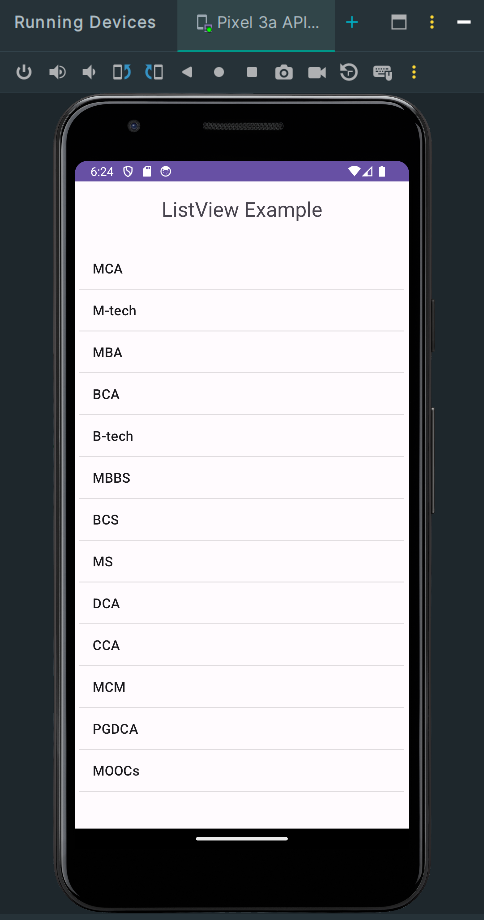 Running Devices
Pixel 3a API...
6:24
ListView Example
MCA
M-tech
MBA
BCA
B-tech
MBBS
BCS
MS
DCA
CCA
MCM
PGDCA
MOOCs